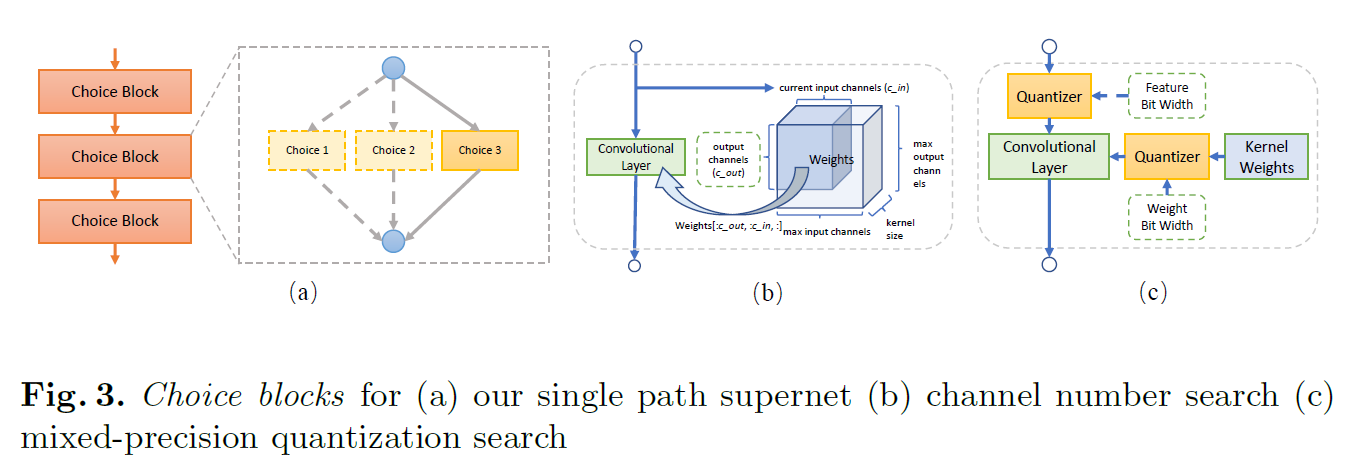 Choice Block
Choice Block
Choice Block
Choice 1
Choice 2
Choice 3
(a)
current input channels (c_in)
Convolutional
Layer
output
channels
(c_out)
Weights
max
output
chann
els
Weights[:c_out, :c_in, :]
max input channels
kernel
size
(b)
Quantizer
Feature
Bit Width
Convolutional
Layer
Quantizer
Kernel
Weights
Weight
Bit Width
(c)
Fig. 3. Choice blocks for (a) our single path supernet (b) channel number search (c)
mixed-precision quantization search